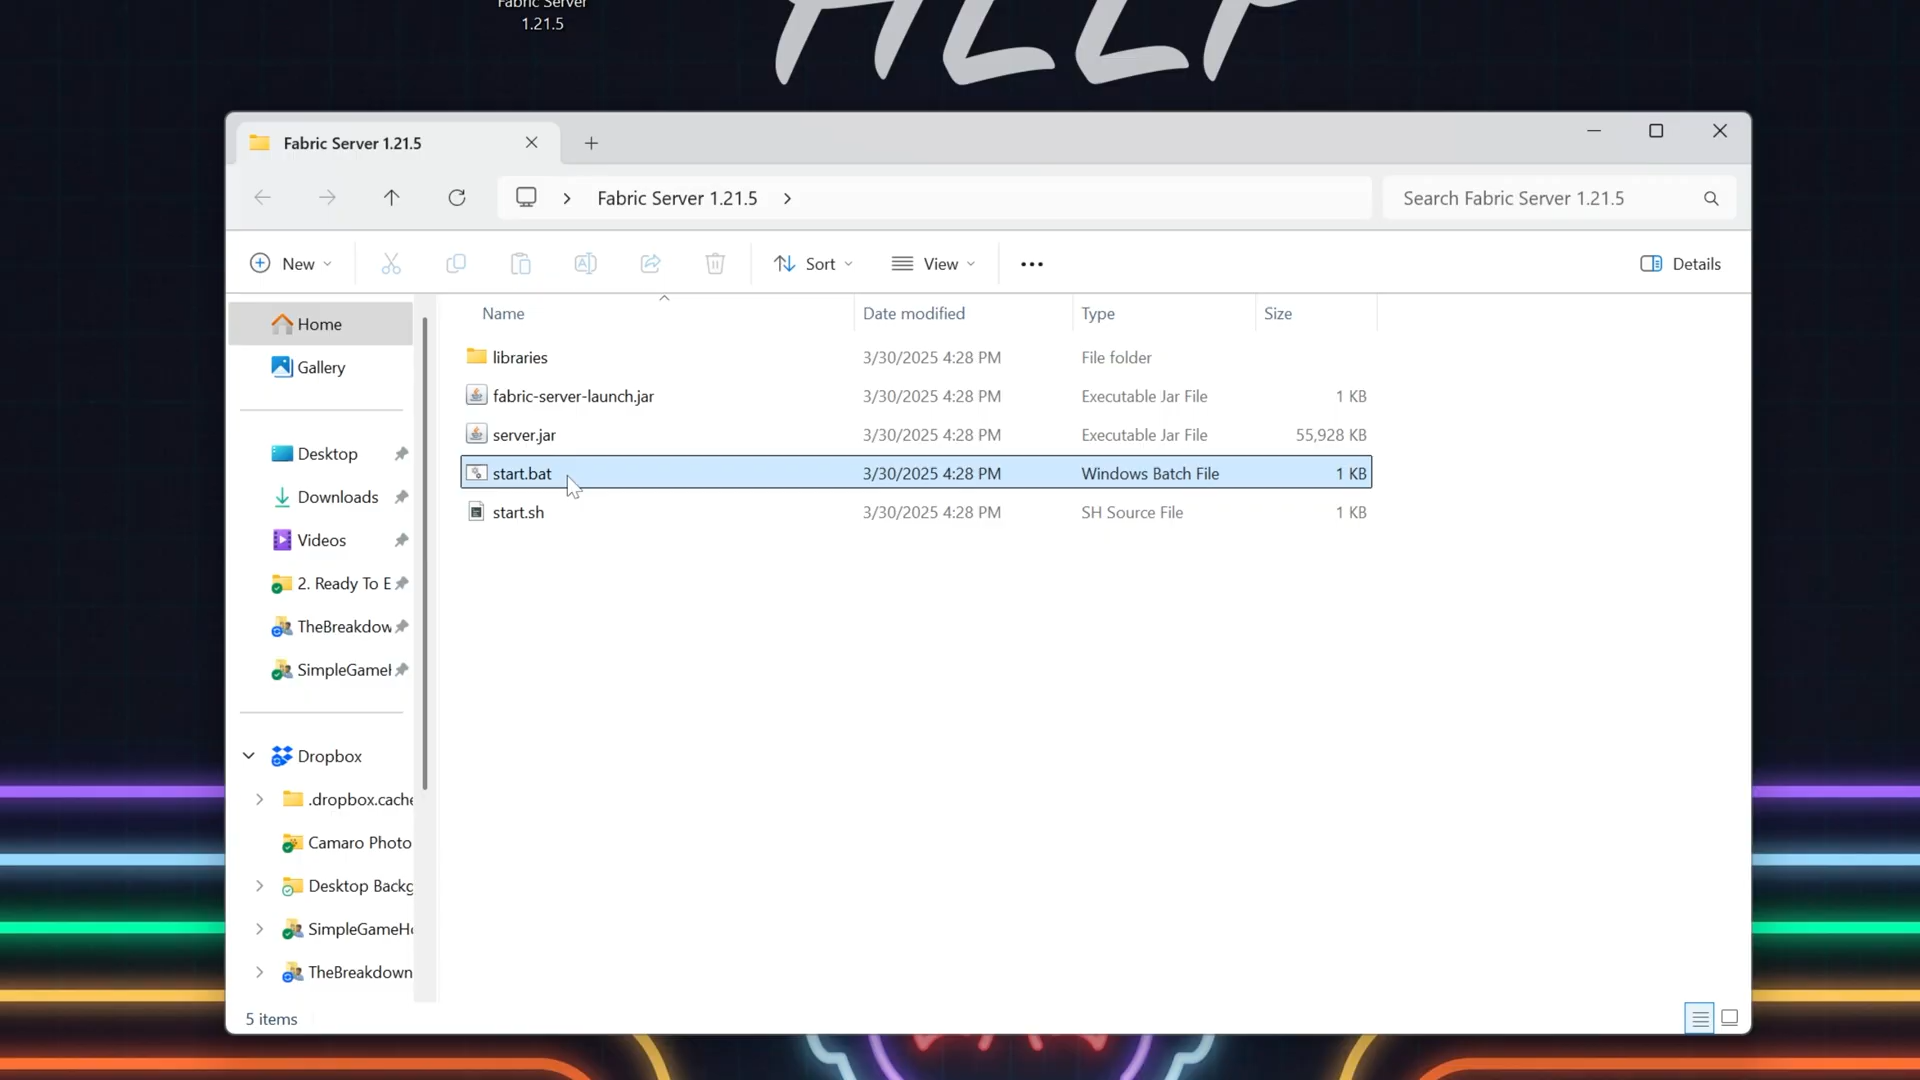 Fabric Server
1.21.5
HELP
Fabric Server 1.21.5
Fabric Server 1.21.5
Search Fabric Server 1.21.5
New
Sort
View
Details
Name
Date modified
Type
Size
Home
Gallery
Desktop
Downloads
Videos
2. Ready To E
TheBreakdow
SimpleGameH
Dropbox
.dropbox.cache
Camaro Photo
Desktop Backg
SimpleGameHo
TheBreakdown
libraries 3/30/2025 4:28 PM File folder
fabric-server-launch.jar 3/30/2025 4:28 PM Executable Jar File 1 KB
server.jar 3/30/2025 4:28 PM Executable Jar File 55,928 KB
start.bat 3/30/2025 4:28 PM Windows Batch File 1 KB
start.sh 3/30/2025 4:28 PM SH Source File 1 KB
5 items